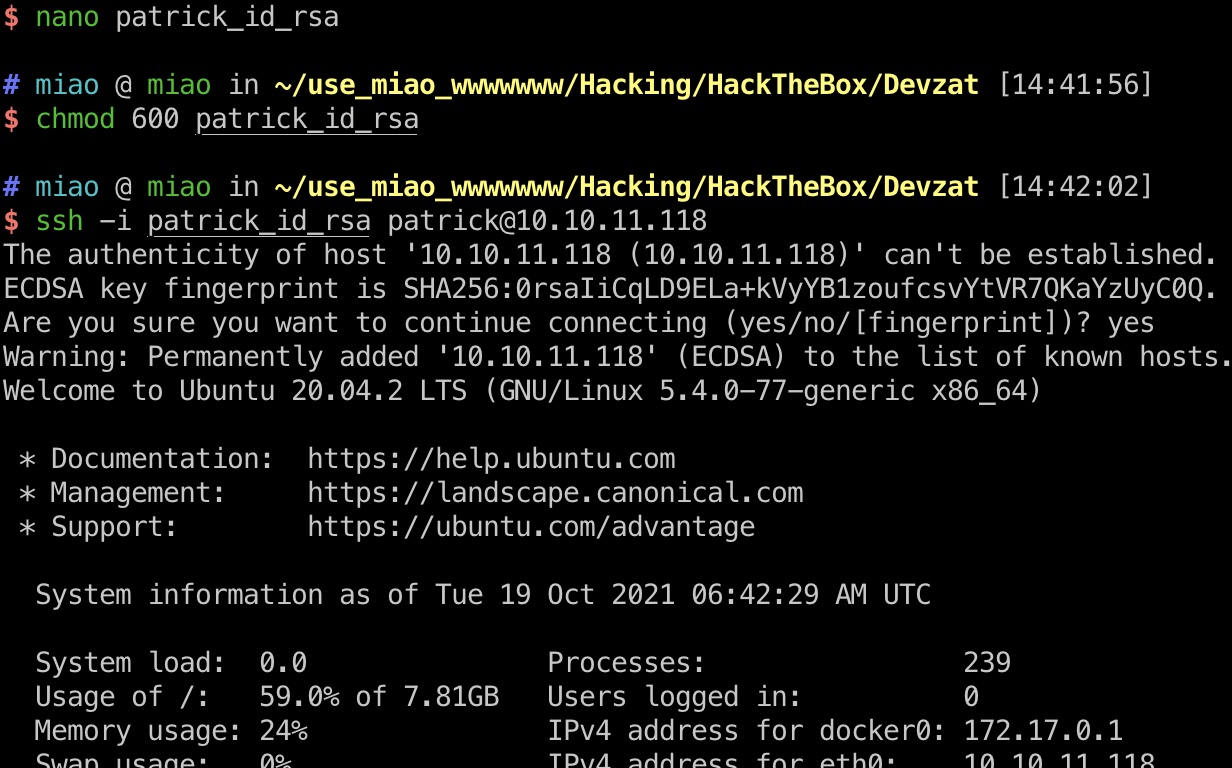 $ nano patrick_id_rsa
# miao @ miao in ~/use_miao_wwwwwww/Hacking/HackTheBox/Devzat [14:41:56]
$ chmod 600 patrick_id_rsa
# miao @ miao in ~/use_miao_wwwwwww/Hacking/HackTheBox/Devzat [14:42:02]
$ ssh -i patrick_id_rsa patrick@10.10.11.118
The authenticity of host '10.10.11.118 (10.10.11.118)' can't be established.
ECDSA key fingerprint is SHA256:0rsaIiCqLD9ELa+kVyYB1zoufcsvYtVR7QKaYzUyC0Q.
Are you sure you want to continue connecting (yes/no/[fingerprint])? yes
Warning: Permanently added '10.10.11.118' (ECDSA) to the list of known hosts.
Welcome to Ubuntu 20.04.2 LTS (GNU/Linux 5.4.0-77-generic x86_64)
* Documentation:  https://help.ubuntu.com
* Management:     https://landscape.canonical.com
* Support:        https://ubuntu.com/advantage
System information as of Tue 19 Oct 2021 06:42:29 AM UTC
System load:  0.0               Processes:                239
Usage of /:   59.0% of 7.81GB   Users logged in:          0
Memory usage: 24%               IPv4 address for docker0: 172.17.0.1
Swap usage:   0%                IPv4 address for eth0:    10.10.11.118